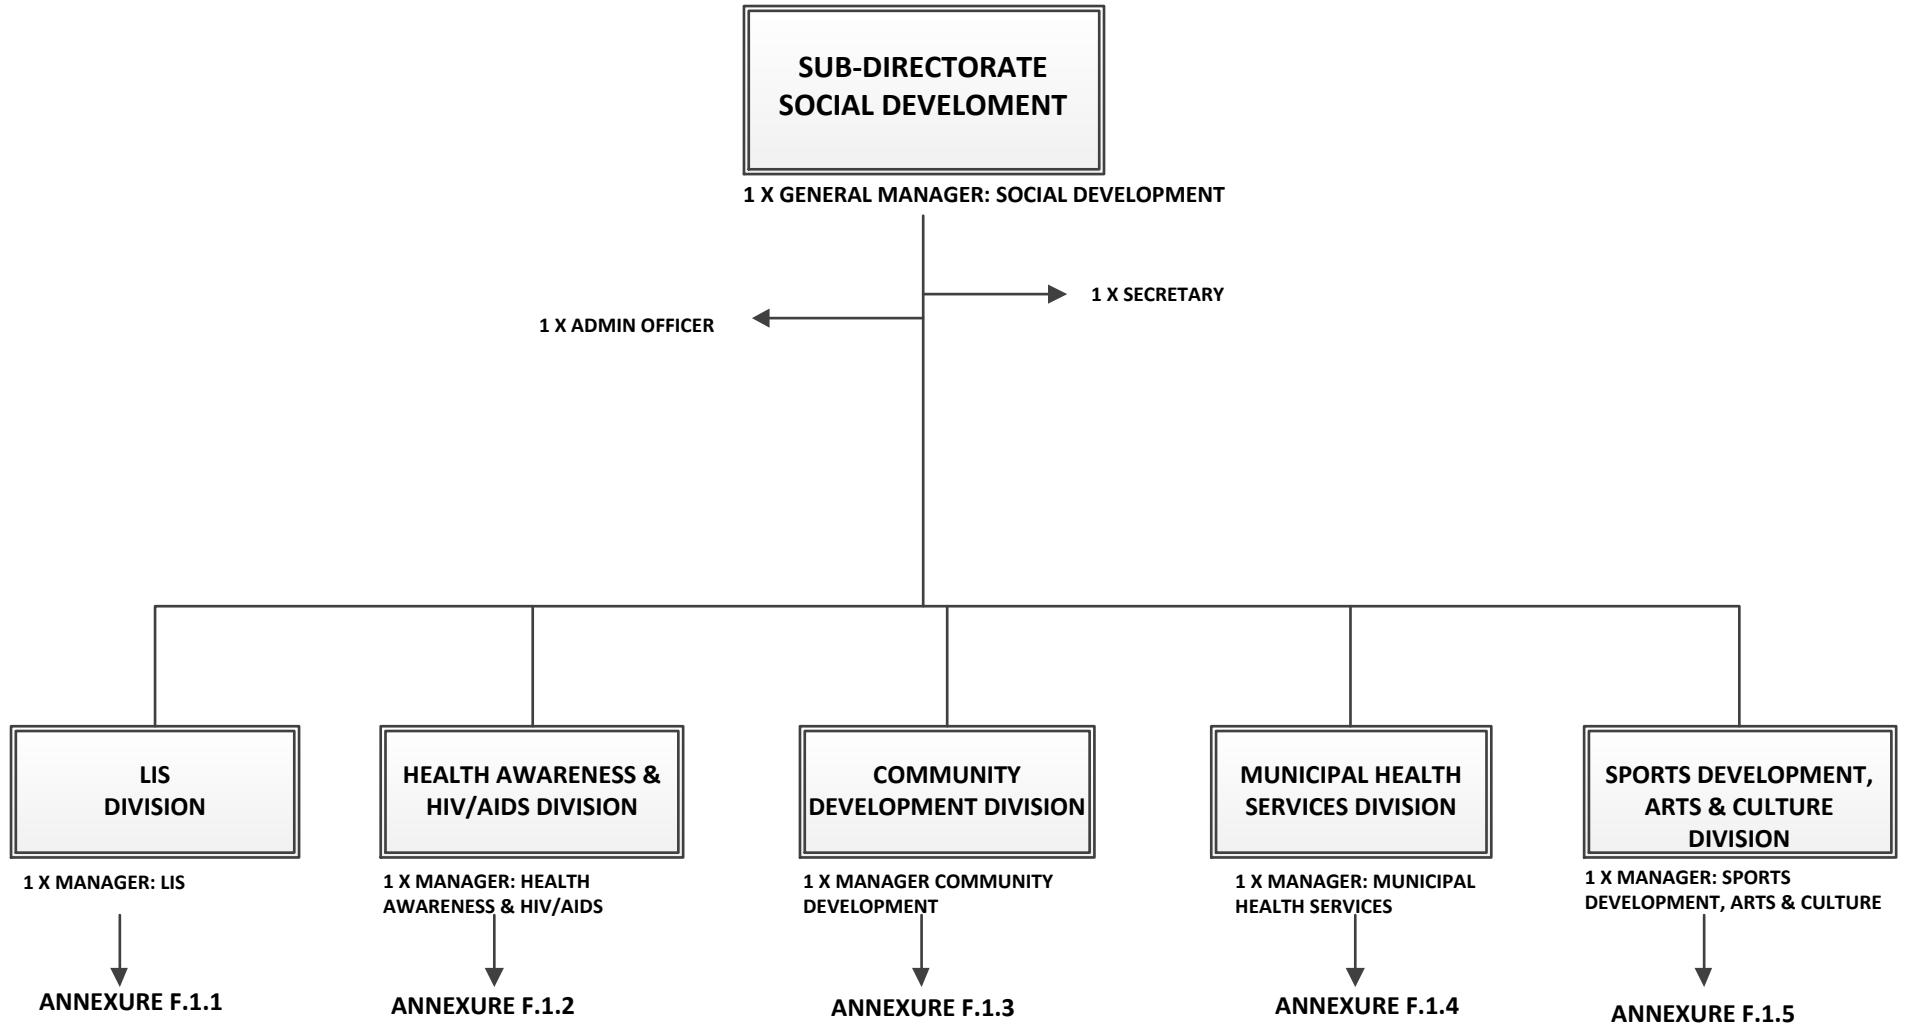 SUB-DIRECTORATE
SOCIAL DEVELOMENT
1 X GENERAL MANAGER: SOCIAL DEVELOPMENT
1 X SECRETARY
1 X ADMIN OFFICER
LIS
DIVISION
1 X MANAGER: LIS
ANNEXURE F.1.1
HEALTH AWARENESS &
HIV/AIDS DIVISION
1 X MANAGER: HEALTH
AWARENESS & HIV/AIDS
ANNEXURE F.1.2
COMMUNITY
DEVELOPMENT DIVISION
1 X MANAGER COMMUNITY
DEVELOPMENT
ANNEXURE F.1.3
MUNICIPAL HEALTH
SERVICES DIVISION
1 X MANAGER: MUNICIPAL
HEALTH SERVICES
ANNEXURE F.1.4
SPORTS DEVELOPMENT,
ARTS & CULTURE
DIVISION
1 X MANAGER: SPORTS
DEVELOPMENT, ARTS & CULTURE
ANNEXURE F.1.5